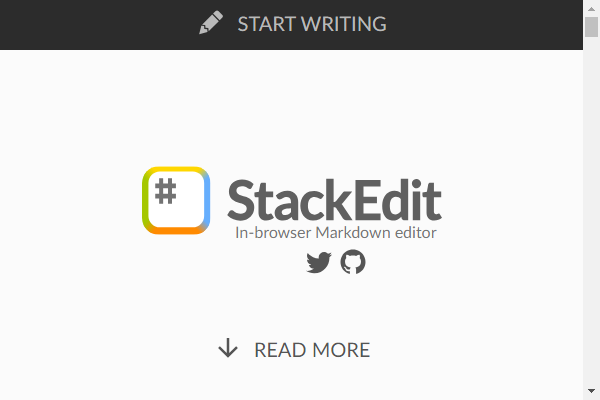 START WRITING
#
StackEdit
In-browser Markdown editor
READ MORE